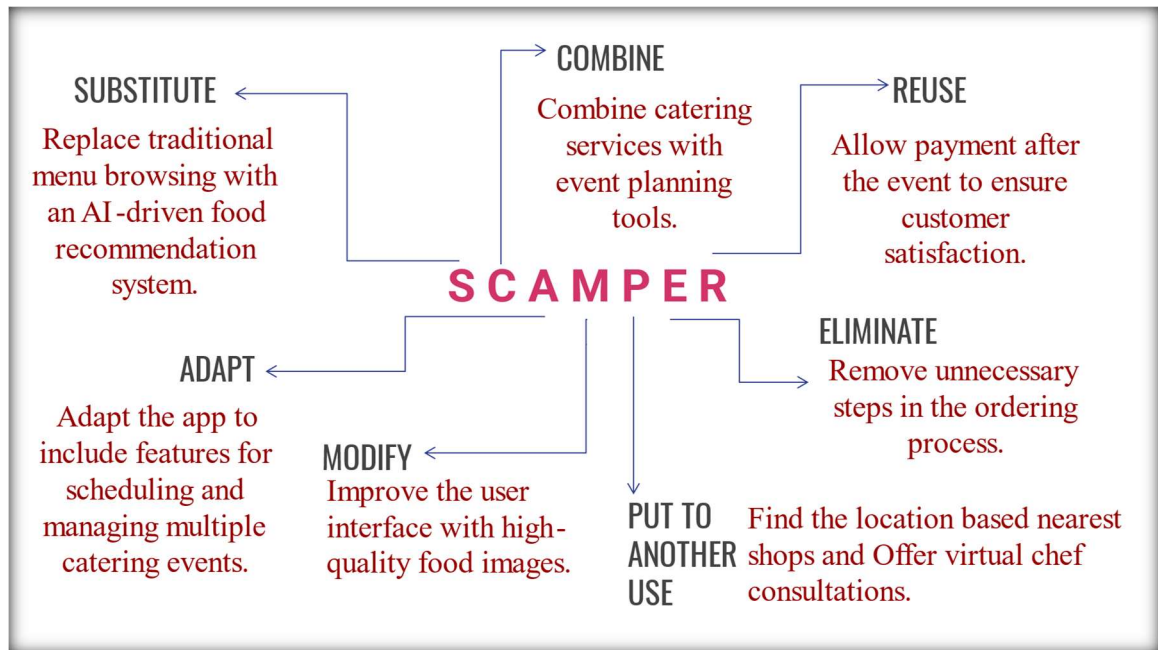 COMBINE
Combine catering
services with
event planning
tools.
SUBSTITUTE
Replace traditional
menu browsing with
an AI-driven food
recommendation
system.
REUSE
Allow payment after
the event to ensure
customer
satisfaction.
SCAMPER
ADAPT
Adapt the app to
include features for
scheduling and
managing multiple
catering events.
MODIFY
Improve the user
interface with high-
quality food images.
PUT TO
ANOTHER
USE
Find the location based nearest
shops and Offer virtual chef
consultations.
ELIMINATE
Remove unnecessary
steps in the ordering
process.